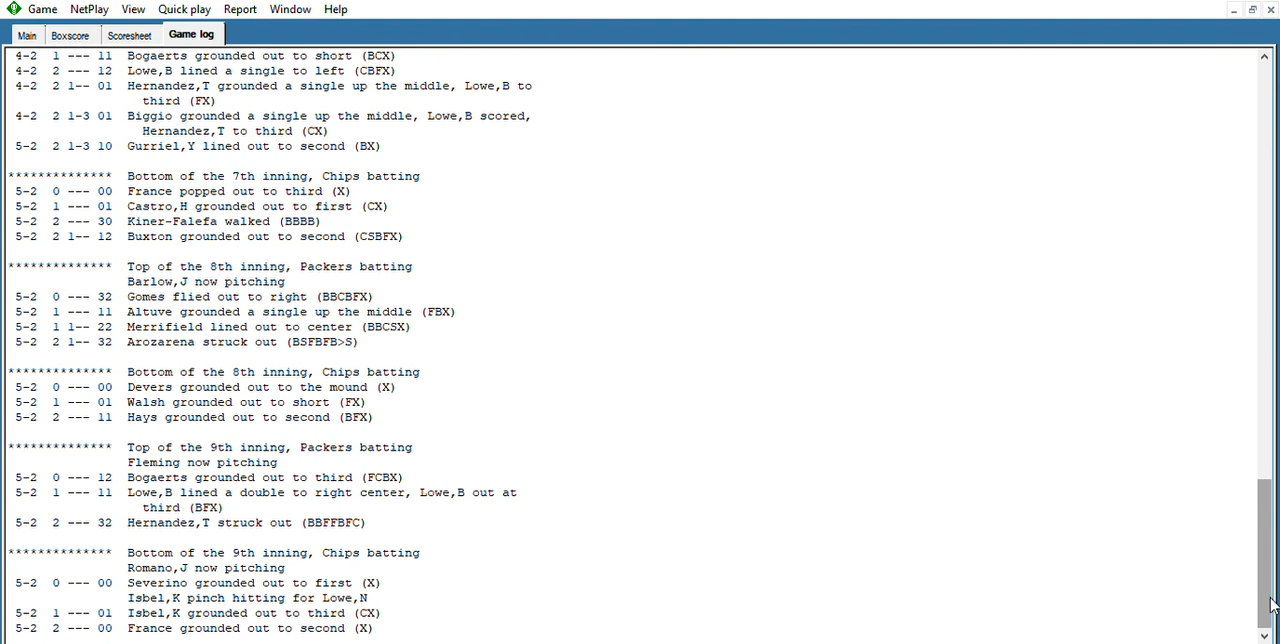 Game NetPlay View Quick play Report Window Help
Main Boxscore Scoresheet Game log
4-2 1 --- 11 Bogaerts grounded out to short (BCX)
4-2 2 --- 12 Lowe,B lined a single to left (CBFX)
4-2 2 1-- 01 Hernandez,T grounded a single up the middle, Lowe,B to
third (FX)
4-2 2 1-3 01 Biggio grounded a single up the middle, Lowe,B scored,
Hernandez,T to third (CX)
5-2 2 1-3 10 Gurriel,Y lined out to second (BX)
************** Bottom of the 7th inning, Chips batting
5-2 0 --- 00 France popped out to third (X)
5-2 1 --- 01 Castro,H grounded out to first (CX)
5-2 2 --- 30 Kiner-Falefa walked (BBBB)
5-2 2 1-- 12 Buxton grounded out to second (CSBFX)
************** Top of the 8th inning, Packers batting
Barlow,J now pitching
5-2 0 --- 32 Gomes flied out to right (BBCBFX)
5-2 1 --- 11 Altuve grounded a single up the middle (FBX)
5-2 1 1-- 22 Merrifield lined out to center (BBCSX)
5-2 2 1-- 32 Arozarena struck out (BSFBFB>S)
************** Bottom of the 8th inning, Chips batting
5-2 0 --- 00 Devers grounded out to the mound (X)
5-2 1 --- 01 Walsh grounded out to short (FX)
5-2 2 --- 11 Hays grounded out to second (BFX)
************** Top of the 9th inning, Packers batting
Fleming now pitching
5-2 0 --- 12 Bogaerts grounded out to third (FCBX)
5-2 1 --- 11 Lowe,B lined a double to right center, Lowe,B out at
third (BFX)
5-2 2 --- 32 Hernandez,T struck out (BBFFBFC)
************** Bottom of the 9th inning, Chips batting
Romano,J now pitching
5-2 0 --- 00 Severino grounded out to first (X)
Isbel,K pinch hitting for Lowe,N
5-2 1 --- 01 Isbel,K grounded out to third (CX)
5-2 2 --- 00 France grounded out to second (X)